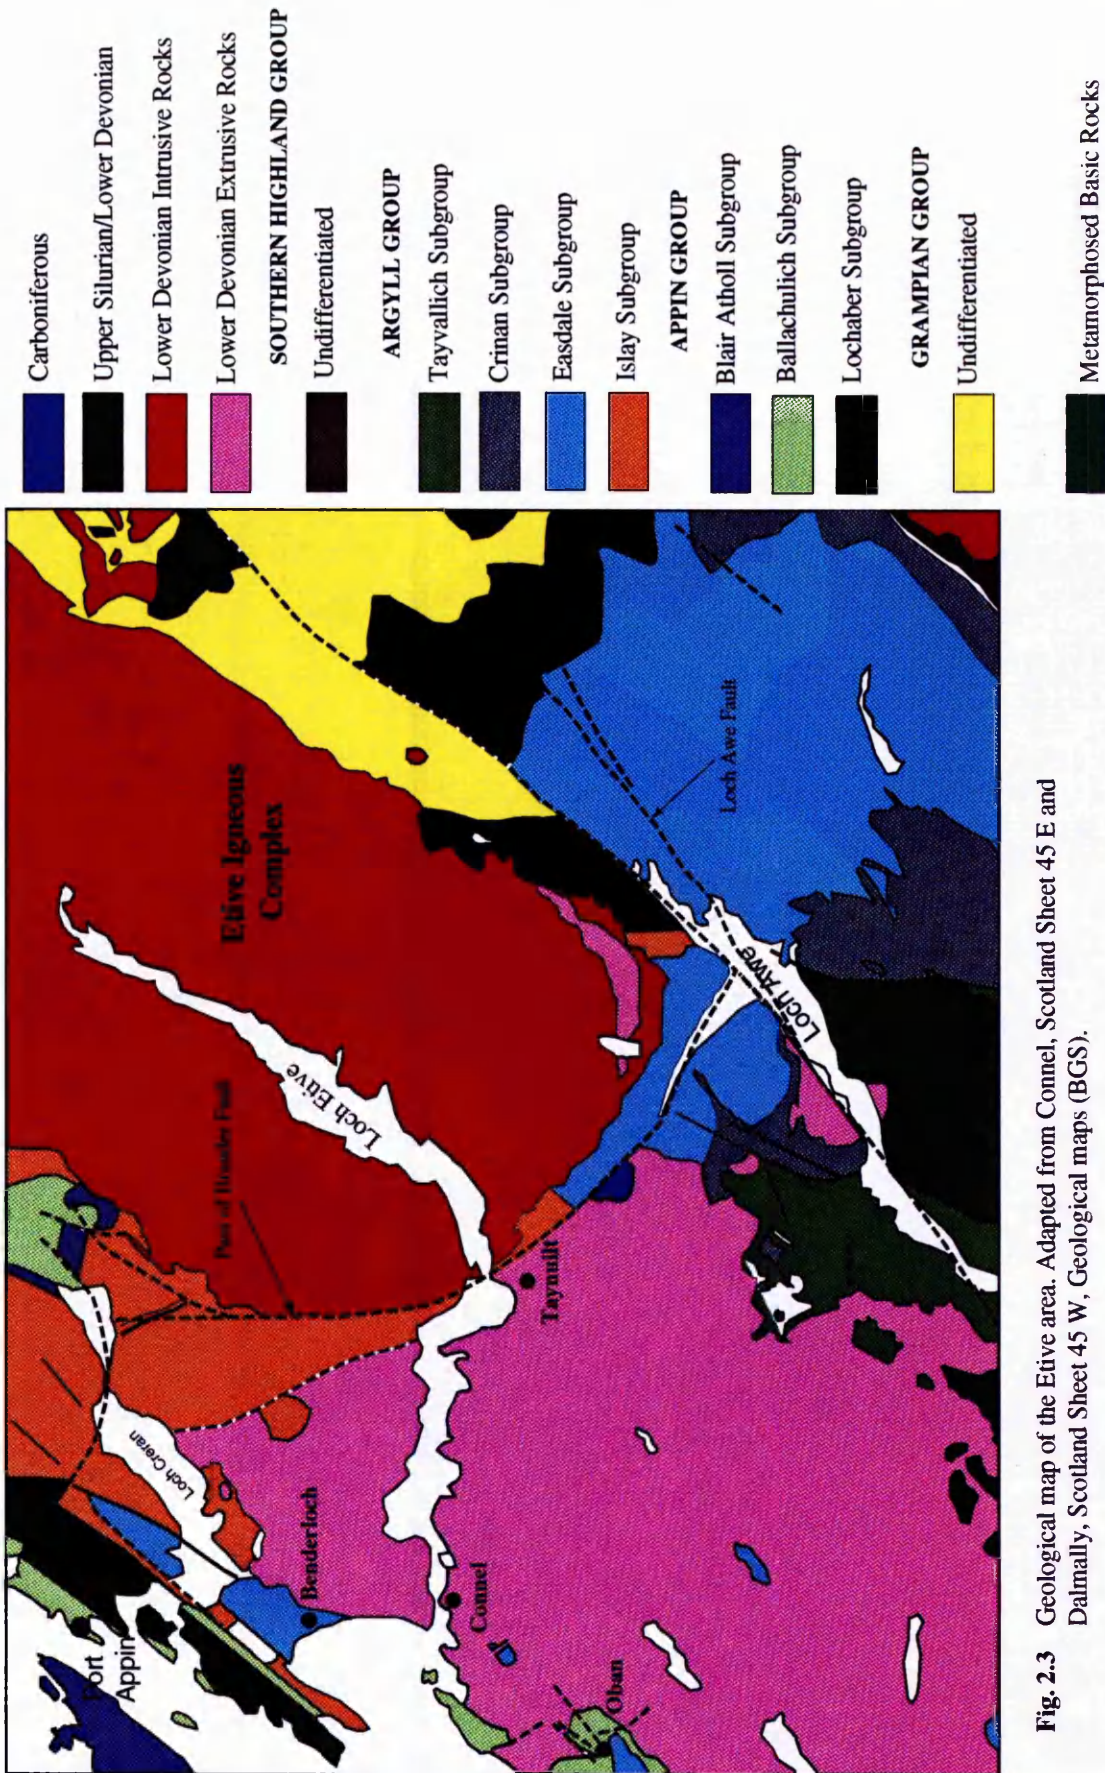 Carboniferous
Upper Silurian/Lower Devonian
Lower Devonian Intrusive Rocks
Lower Devonian Extrusive Rocks
SOUTHERN HIGHLAND GROUP
Undifferentiated
ARGYLL GROUP
Tayvallich Subgroup
Crinan Subgroup
Easdale Subgroup
Islay Subgroup
APPIN GROUP
Blair Atholl Subgroup
Ballachulich Subgroup
Lochaber Subgroup
GRAMPIAN GROUP
Undifferentiated
Metamorphosed Basic Rocks
Etive Igneous
Complex
Loch Etive
Pass of Brander Fault
Loch Awe Fault
Loch Awe
Taynuilt
Loch Creran
Benderloch
Connel
Port
Appin
Oban
Fig. 2.3 Geological map of the Etive area. Adapted from Connel, Scotland Sheet 45 E and
Dalmally, Scotland Sheet 45 W, Geological maps (BGS).